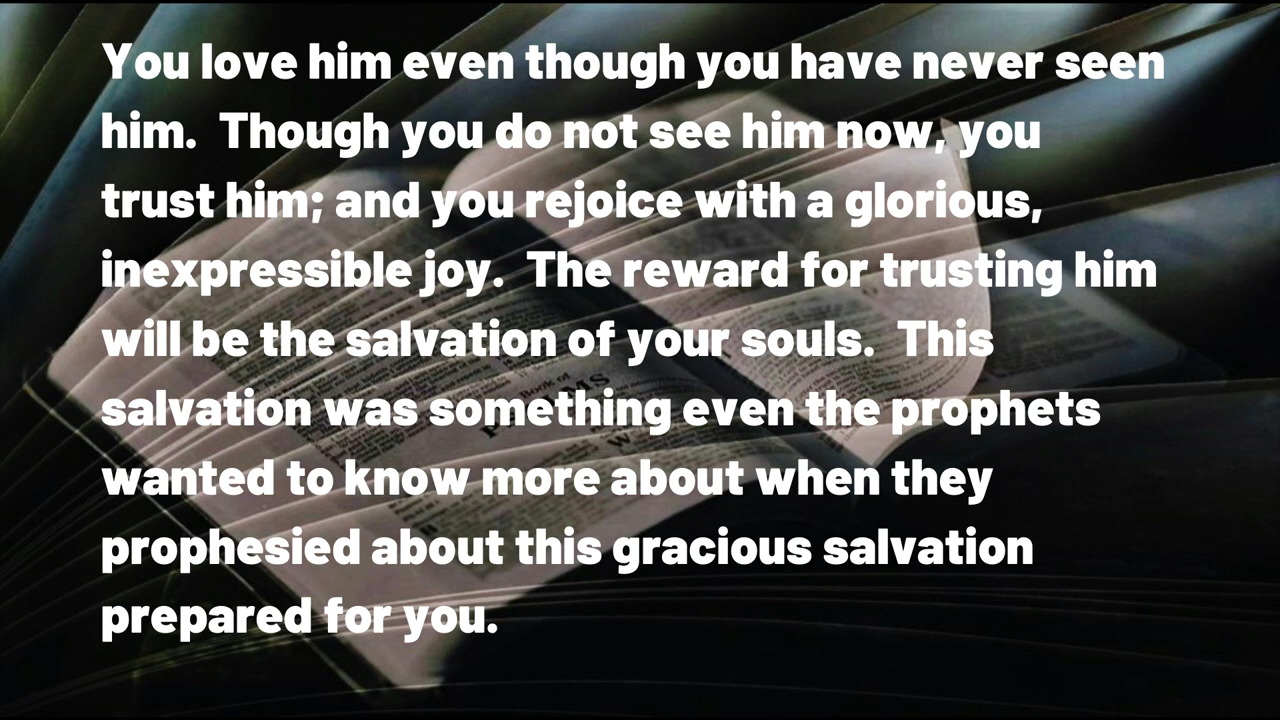 You love him even though you have never seen
him.  Though you do not see him now, you
trust him; and you rejoice with a glorious,
inexpressible joy.  The reward for trusting him
will be the salvation of your souls.  This
salvation was something even the prophets
wanted to know more about when they
prophesied about this gracious salvation
prepared for you.
Book of